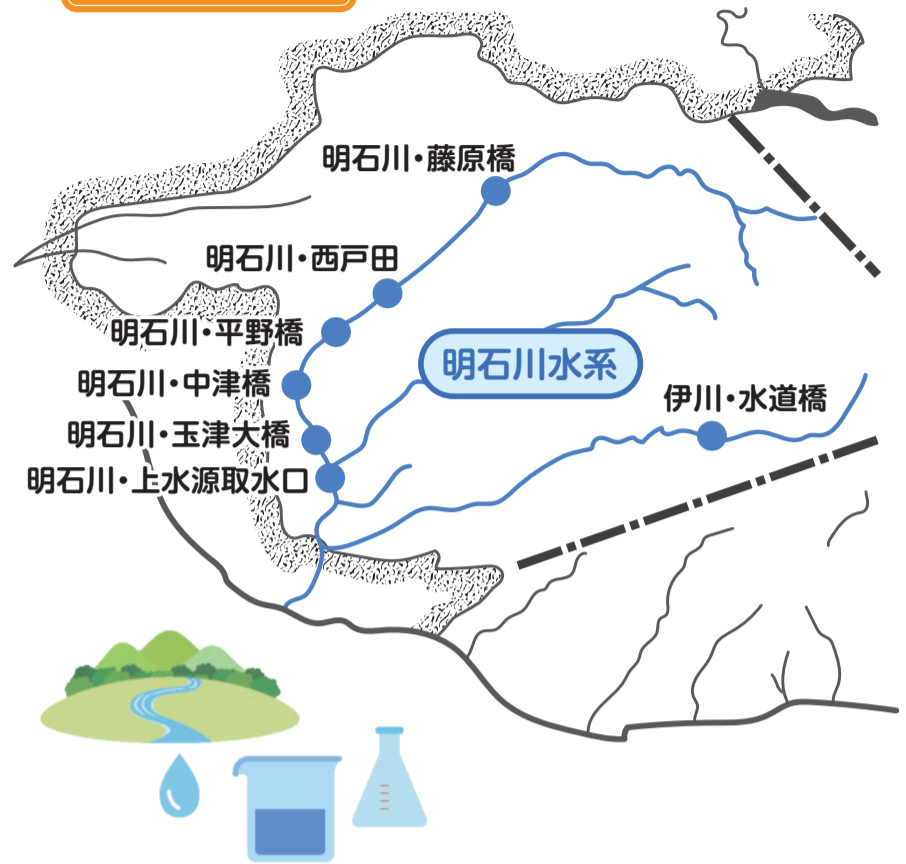 明石川・藤原橋
明石川・西戸田
明石川・平野橋
明石川水系
明石川・中津橋
伊川・水道橋
明石川・玉津大橋
明石川・上水源取水口